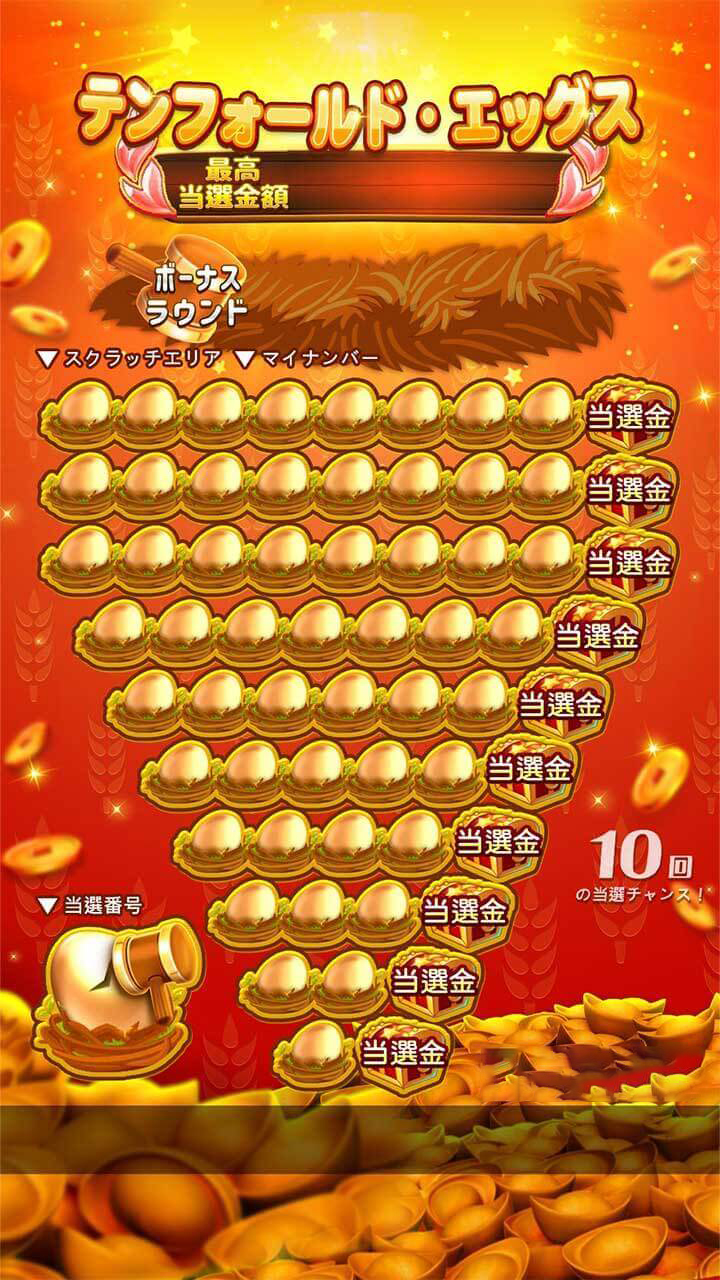 テンフォールド・エッグス
最高
当選金額
ボーナス
ラウンド
▼スクラッチエリア ▼マイナンバー
当選金
当選金
当選金
当選金
当選金
当選金
当選金
10回
の当選チャンス！
▼当選番号
当選金
当選金
当選金